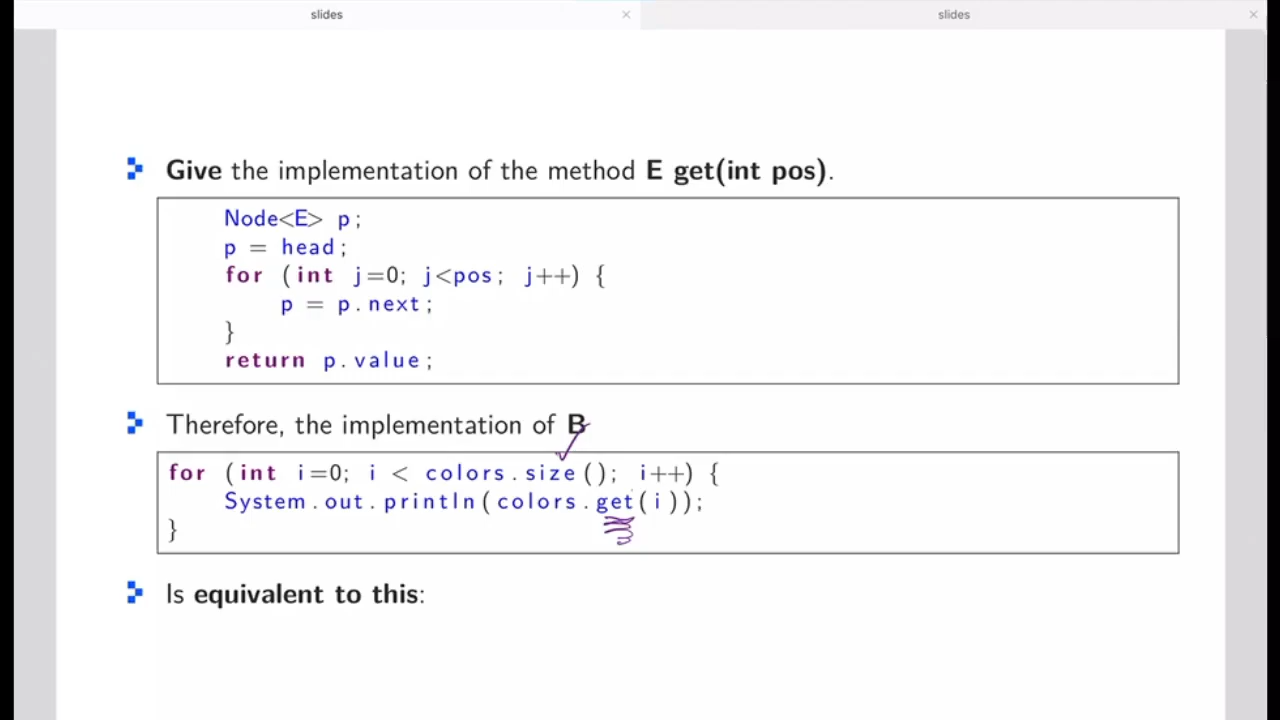 slides
slides
Give the implementation of the method E get(int pos).
Node<E> p;
p = head;
for (int j=0; j<pos; j++) {
p = p.next;
}
return p.value;
Therefore, the implementation of B
for (int i=0; i < colors.size(); i++) {
System.out.println(colors.get(i));
}
Is equivalent to this: